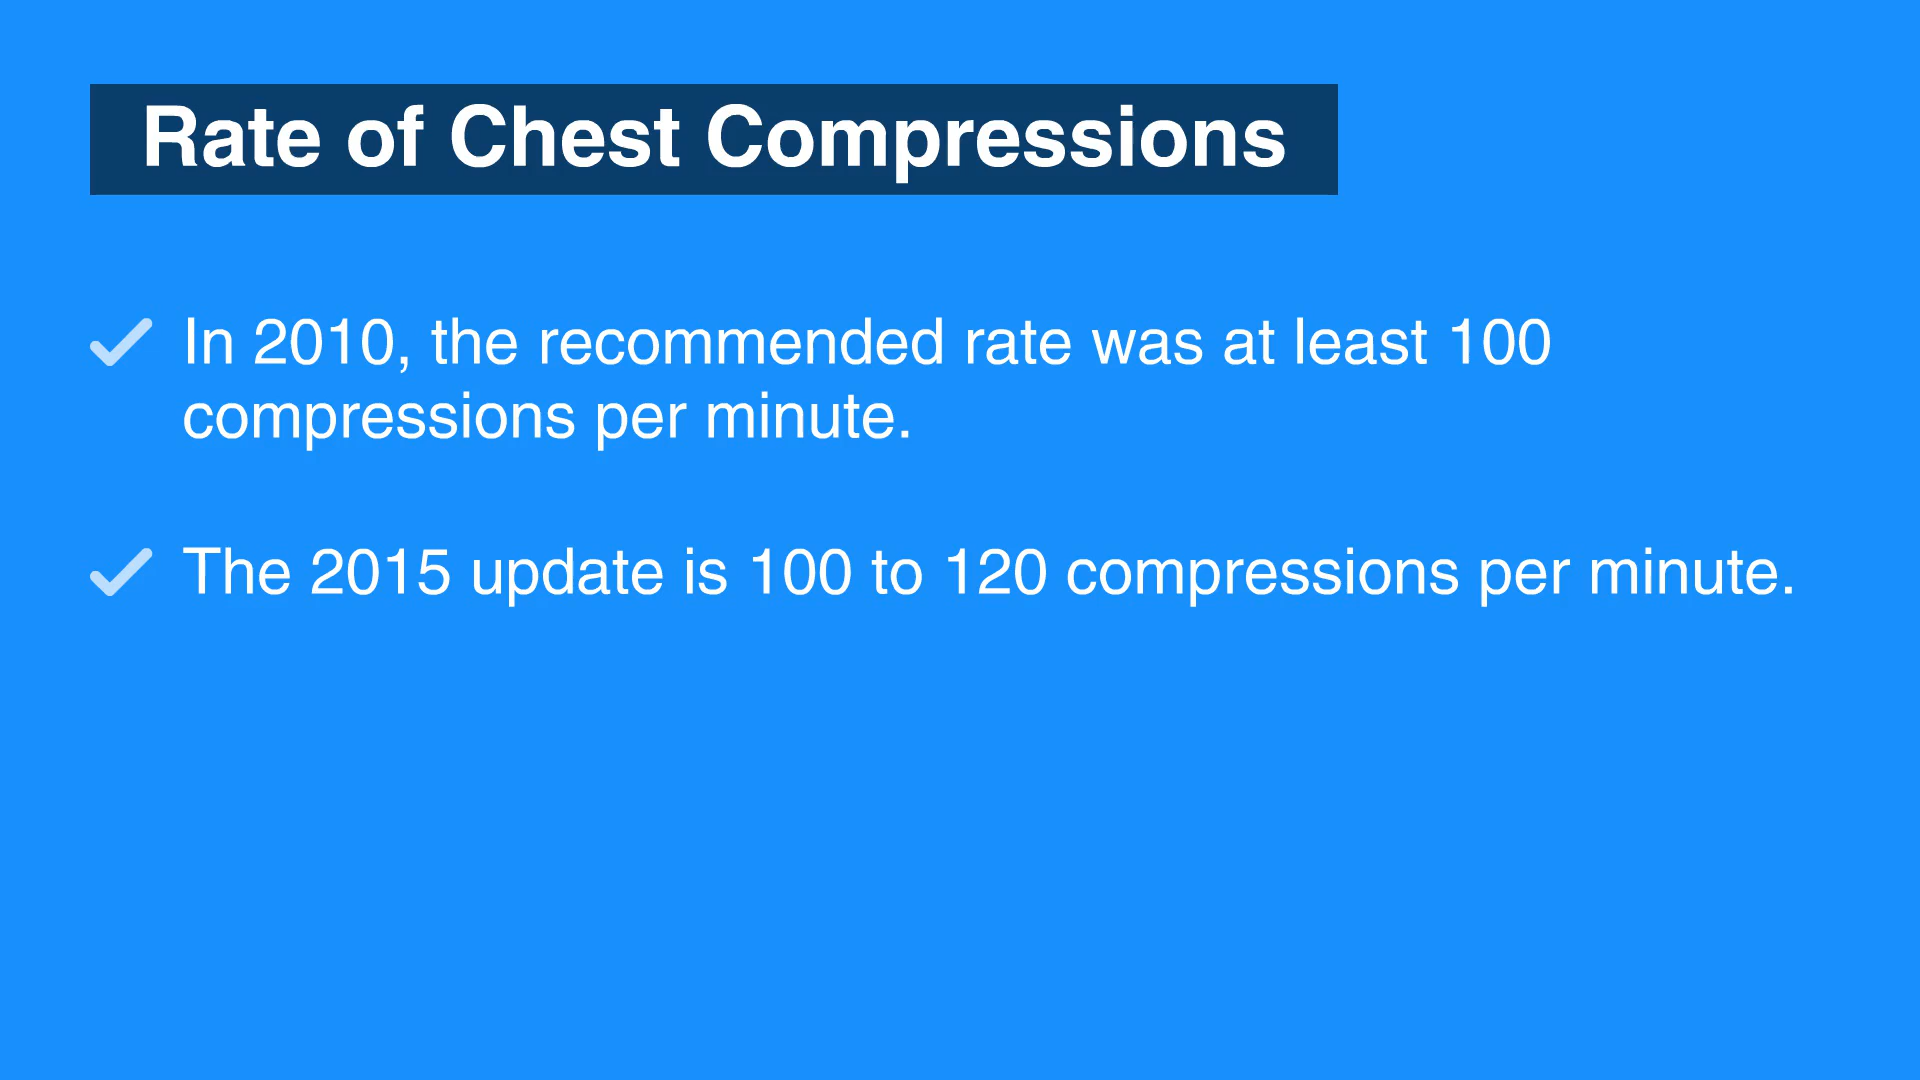 Rate of Chest Compressions
In 2010, the recommended rate was at least 100
compressions per minute.
The 2015 update is 100 to 120 compressions per minute.